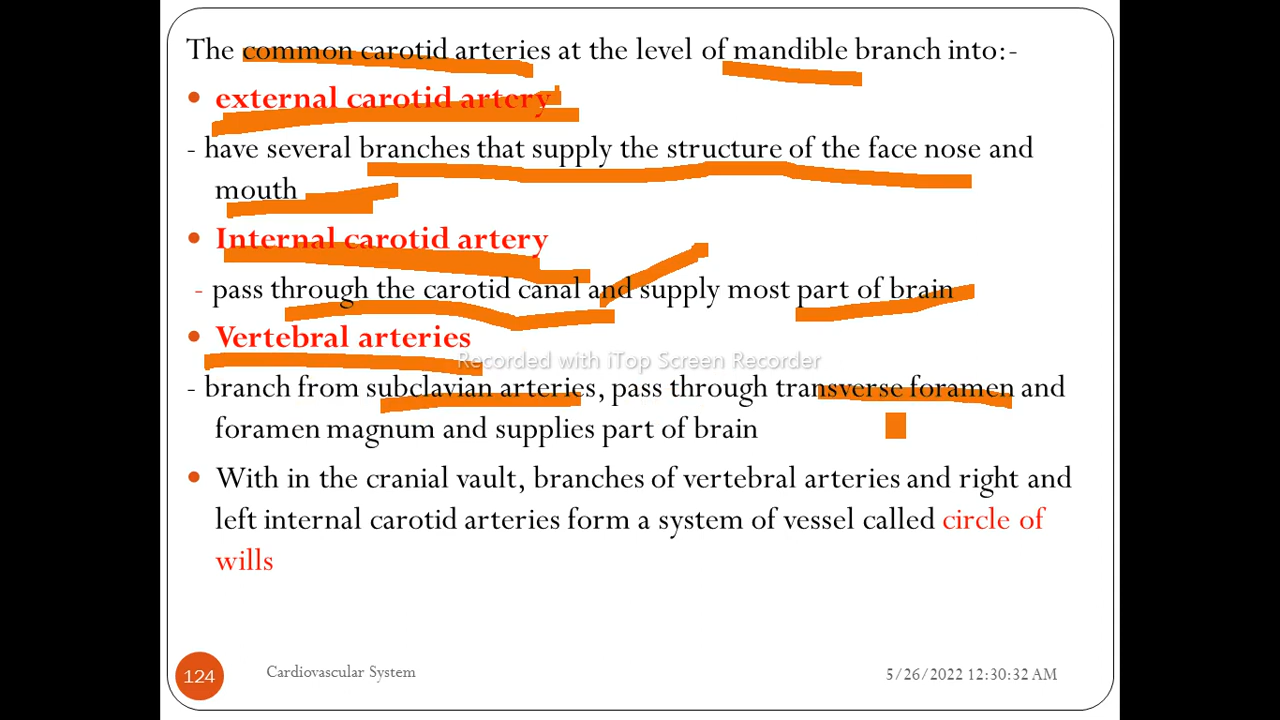 The common carotid arteries at the level of mandible branch into:-
• external carotid artery
- have several branches that supply the structure of the face nose and
mouth
• Internal carotid artery
- pass through the carotid canal and supply most part of brain
• Vertebral arteries
Recorded with iTop Screen Recorder
- branch from subclavian arteries, pass through transverse foramen and
foramen magnum and supplies part of brain
• With in the cranial vault, branches of vertebral arteries and right and
left internal carotid arteries form a system of vessel called circle of
wills
124
Cardiovascular System
5/26/2022 12:30:32 AM